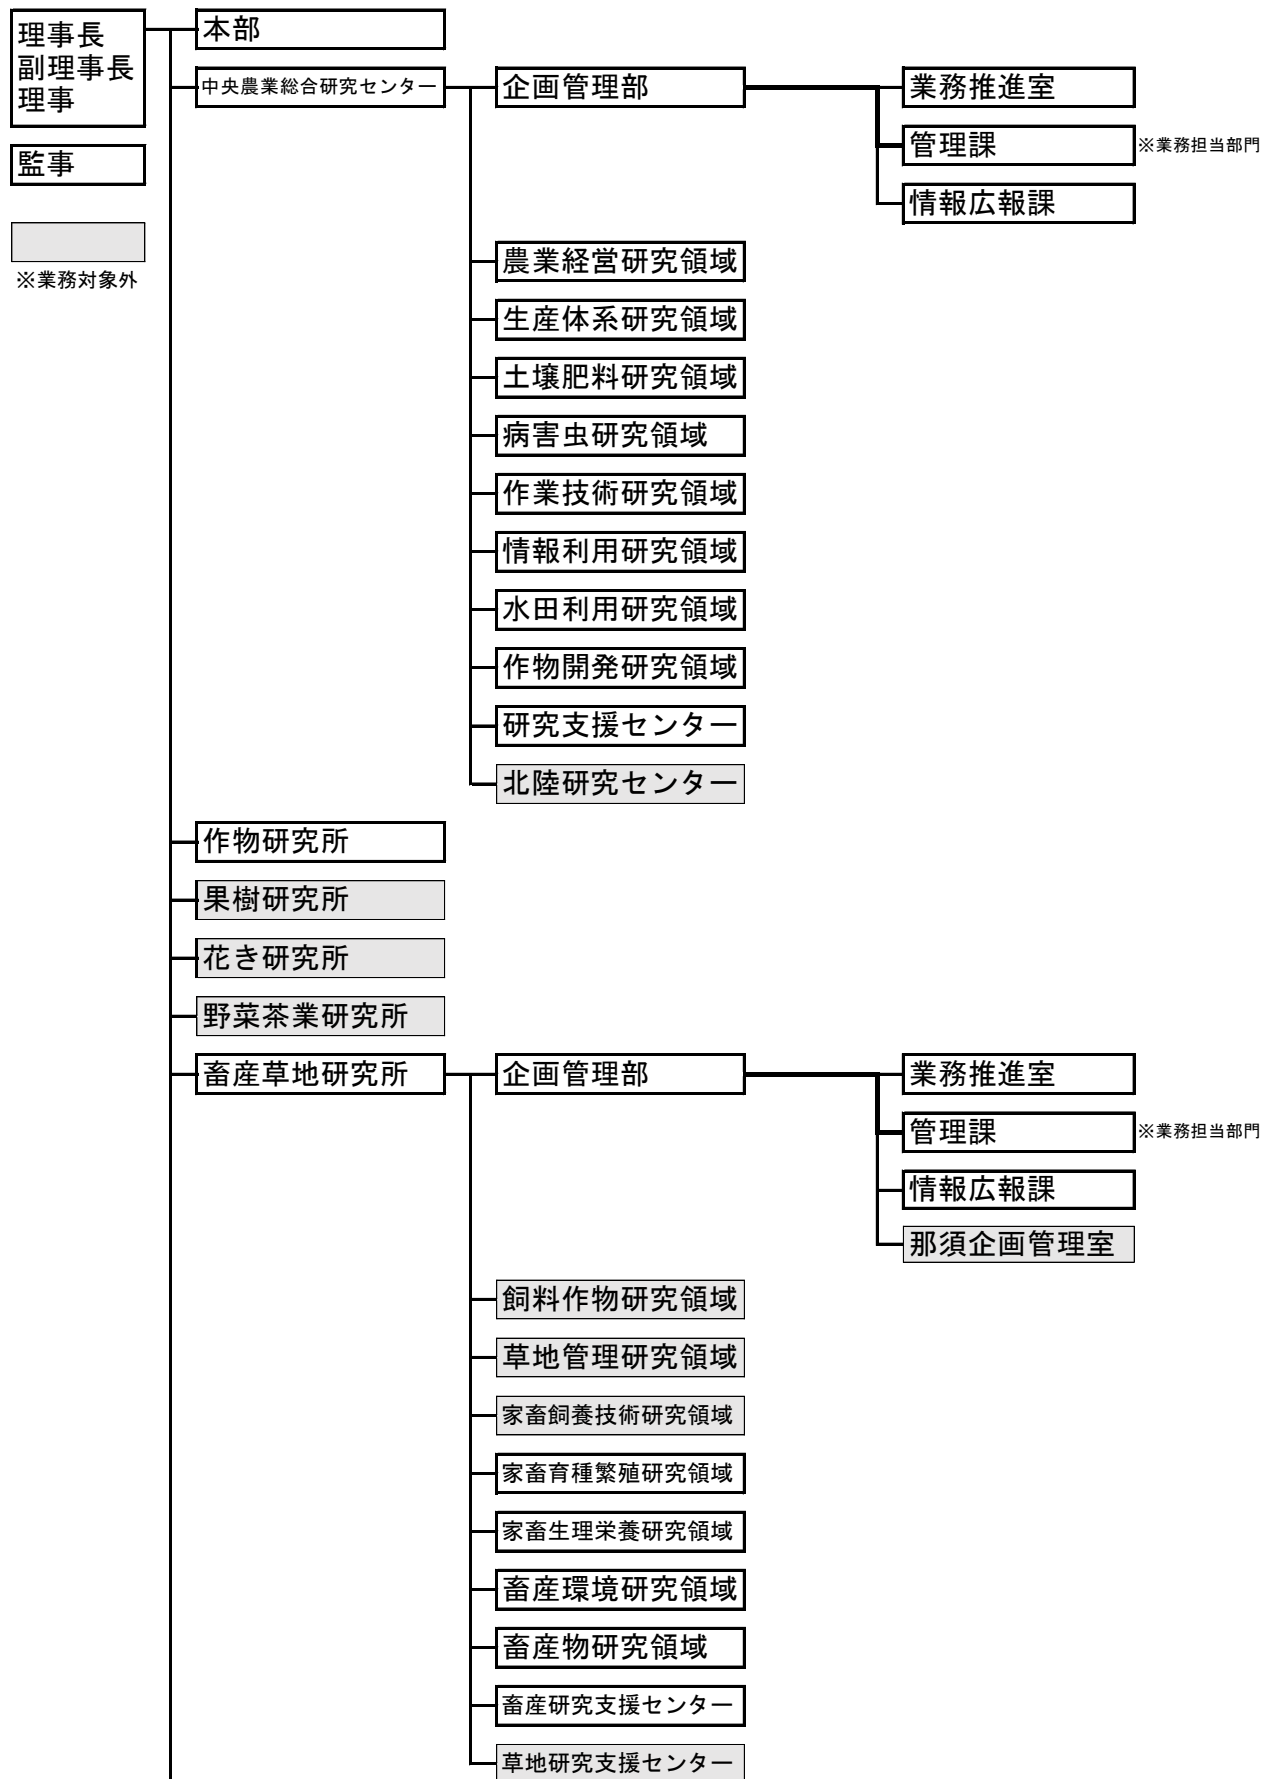 理事長
副理事長
理事
監事
※業務対象外
本部
中央農業総合研究センター
企画管理部
業務推進室
管理課
※業務担当部門
情報広報課
農業経営研究領域
生産体系研究領域
土壌肥料研究領域
病害虫研究領域
作業技術研究領域
情報利用研究領域
水田利用研究領域
作物開発研究領域
研究支援センター
北陸研究センター
作物研究所
果樹研究所
花き研究所
野菜茶業研究所
畜産草地研究所
企画管理部
業務推進室
管理課
※業務担当部門
情報広報課
那須企画管理室
飼料作物研究領域
草地管理研究領域
家畜飼養技術研究領域
家畜育種繁殖研究領域
家畜生理栄養研究領域
畜産環境研究領域
畜産物研究領域
畜産研究支援センター
草地研究支援センター